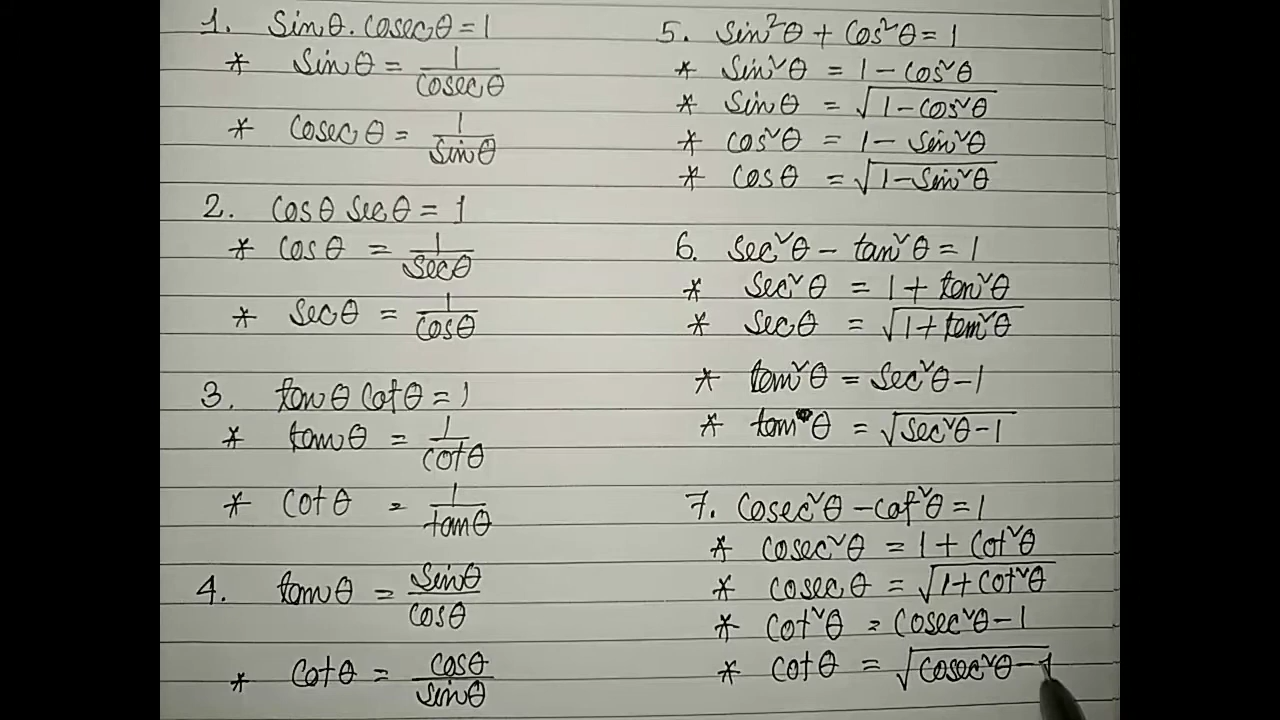 1. Sinθ. Cosecθ = 1
* Sinθ = 1/Cosecθ
* Cosecθ = 1/Sinθ
2. Cosθ Secθ = 1
* Cosθ = 1/Secθ
* Secθ = 1/Cosθ
3. tanθ Cotθ = 1
* tanθ = 1/Cotθ
* Cotθ = 1/tanθ
4. tanθ = Sinθ/Cosθ
* Cotθ = Cosθ/Sinθ
5. Sin²θ + Cos²θ = 1
* Sin²θ = 1 - Cos²θ
* Sinθ = √(1 - Cos²θ)
* Cos²θ = 1 - Sin²θ
* Cosθ = √(1 - Sin²θ)
6. Sec²θ - tan²θ = 1
* Sec²θ = 1 + tan²θ
* Secθ = √(1 + tan²θ)
* tan²θ = Sec²θ - 1
* tanθ = √(Sec²θ - 1)
7. Cosec²θ - Cot²θ = 1
* Cosec²θ = 1 + Cot²θ
* Cosecθ = √(1 + Cot²θ)
* Cot²θ = Cosec²θ - 1
* Cotθ = √(Cosec²θ - 1)